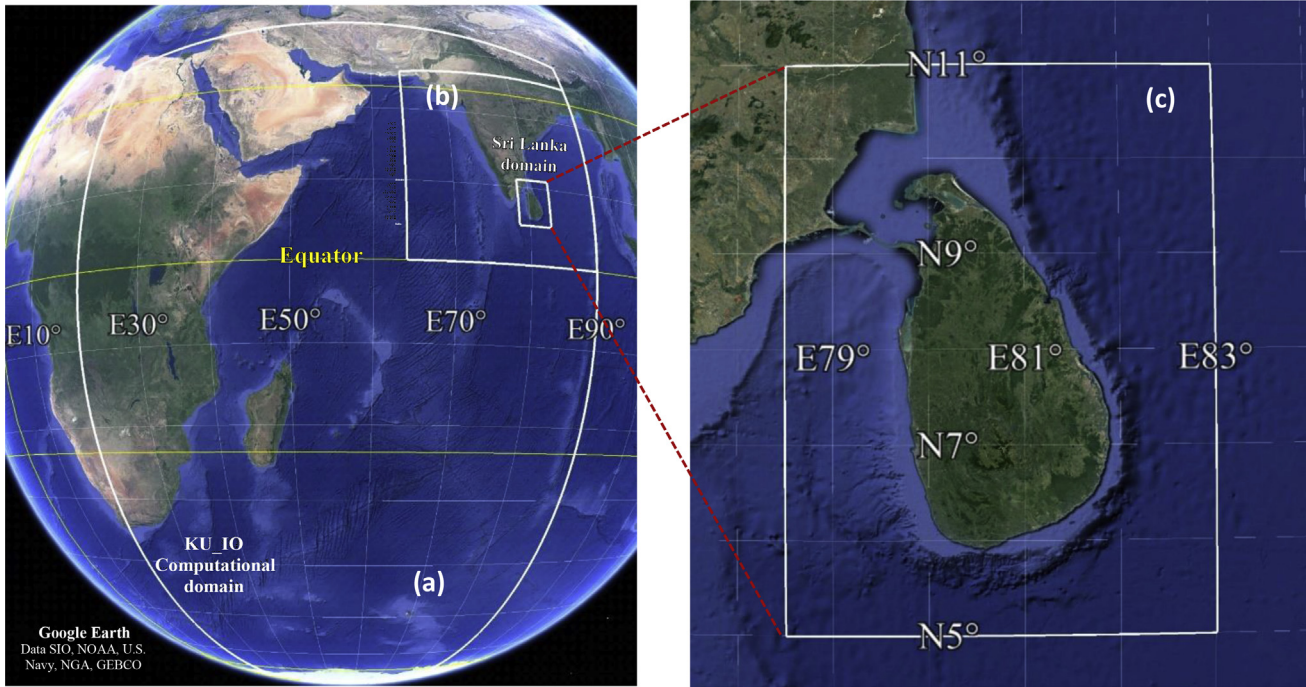 (b)
Sri Lanka
domain
Equator
E10°
E30°
E50°
E70°
E90°
KU_IO
Computational
domain
(a)
Google Earth
Data SIO, NOAA, U.S.
Navy, NGA, GEBCO
N11°
(c)
N9°
E79°
E81°
E83°
N7°
N5°